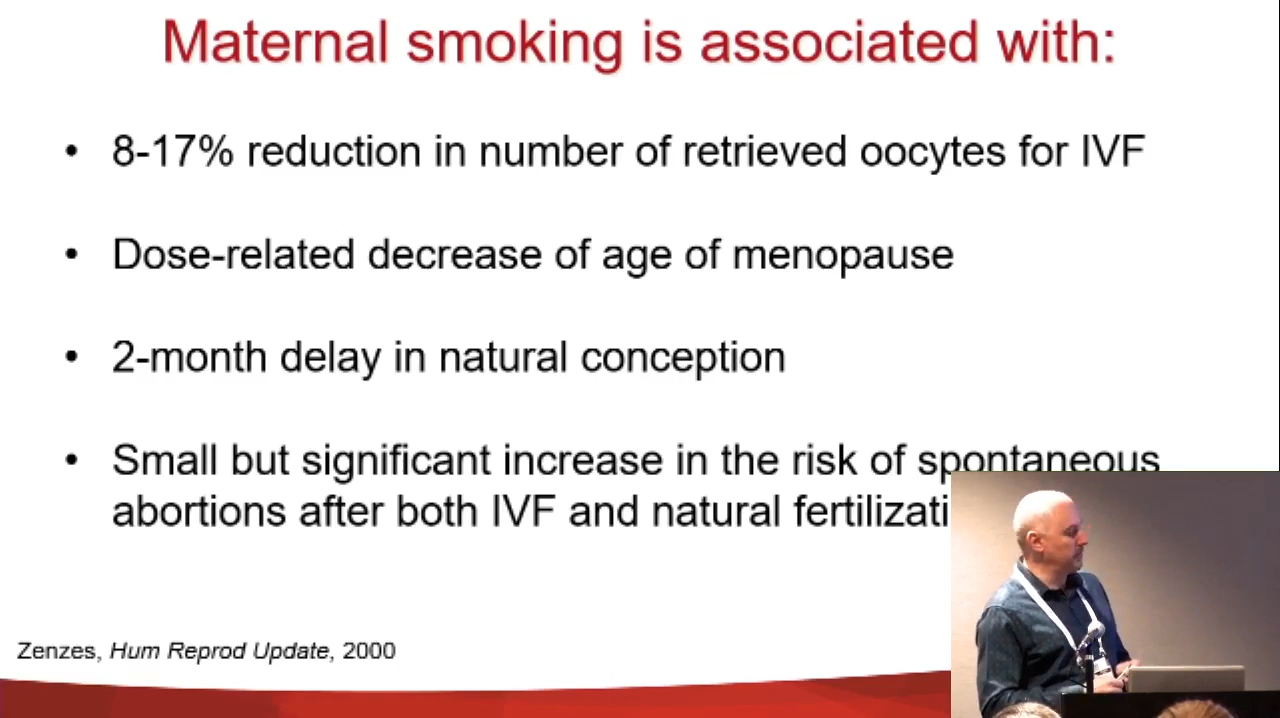 Maternal smoking is associated with:
• 8-17% reduction in number of retrieved oocytes for IVF
• Dose-related decrease of age of menopause
• 2-month delay in natural conception
• Small but significant increase in the risk of spontaneous
abortions after both IVF and natural
Zenzes, Hum Reprod Update, 2000